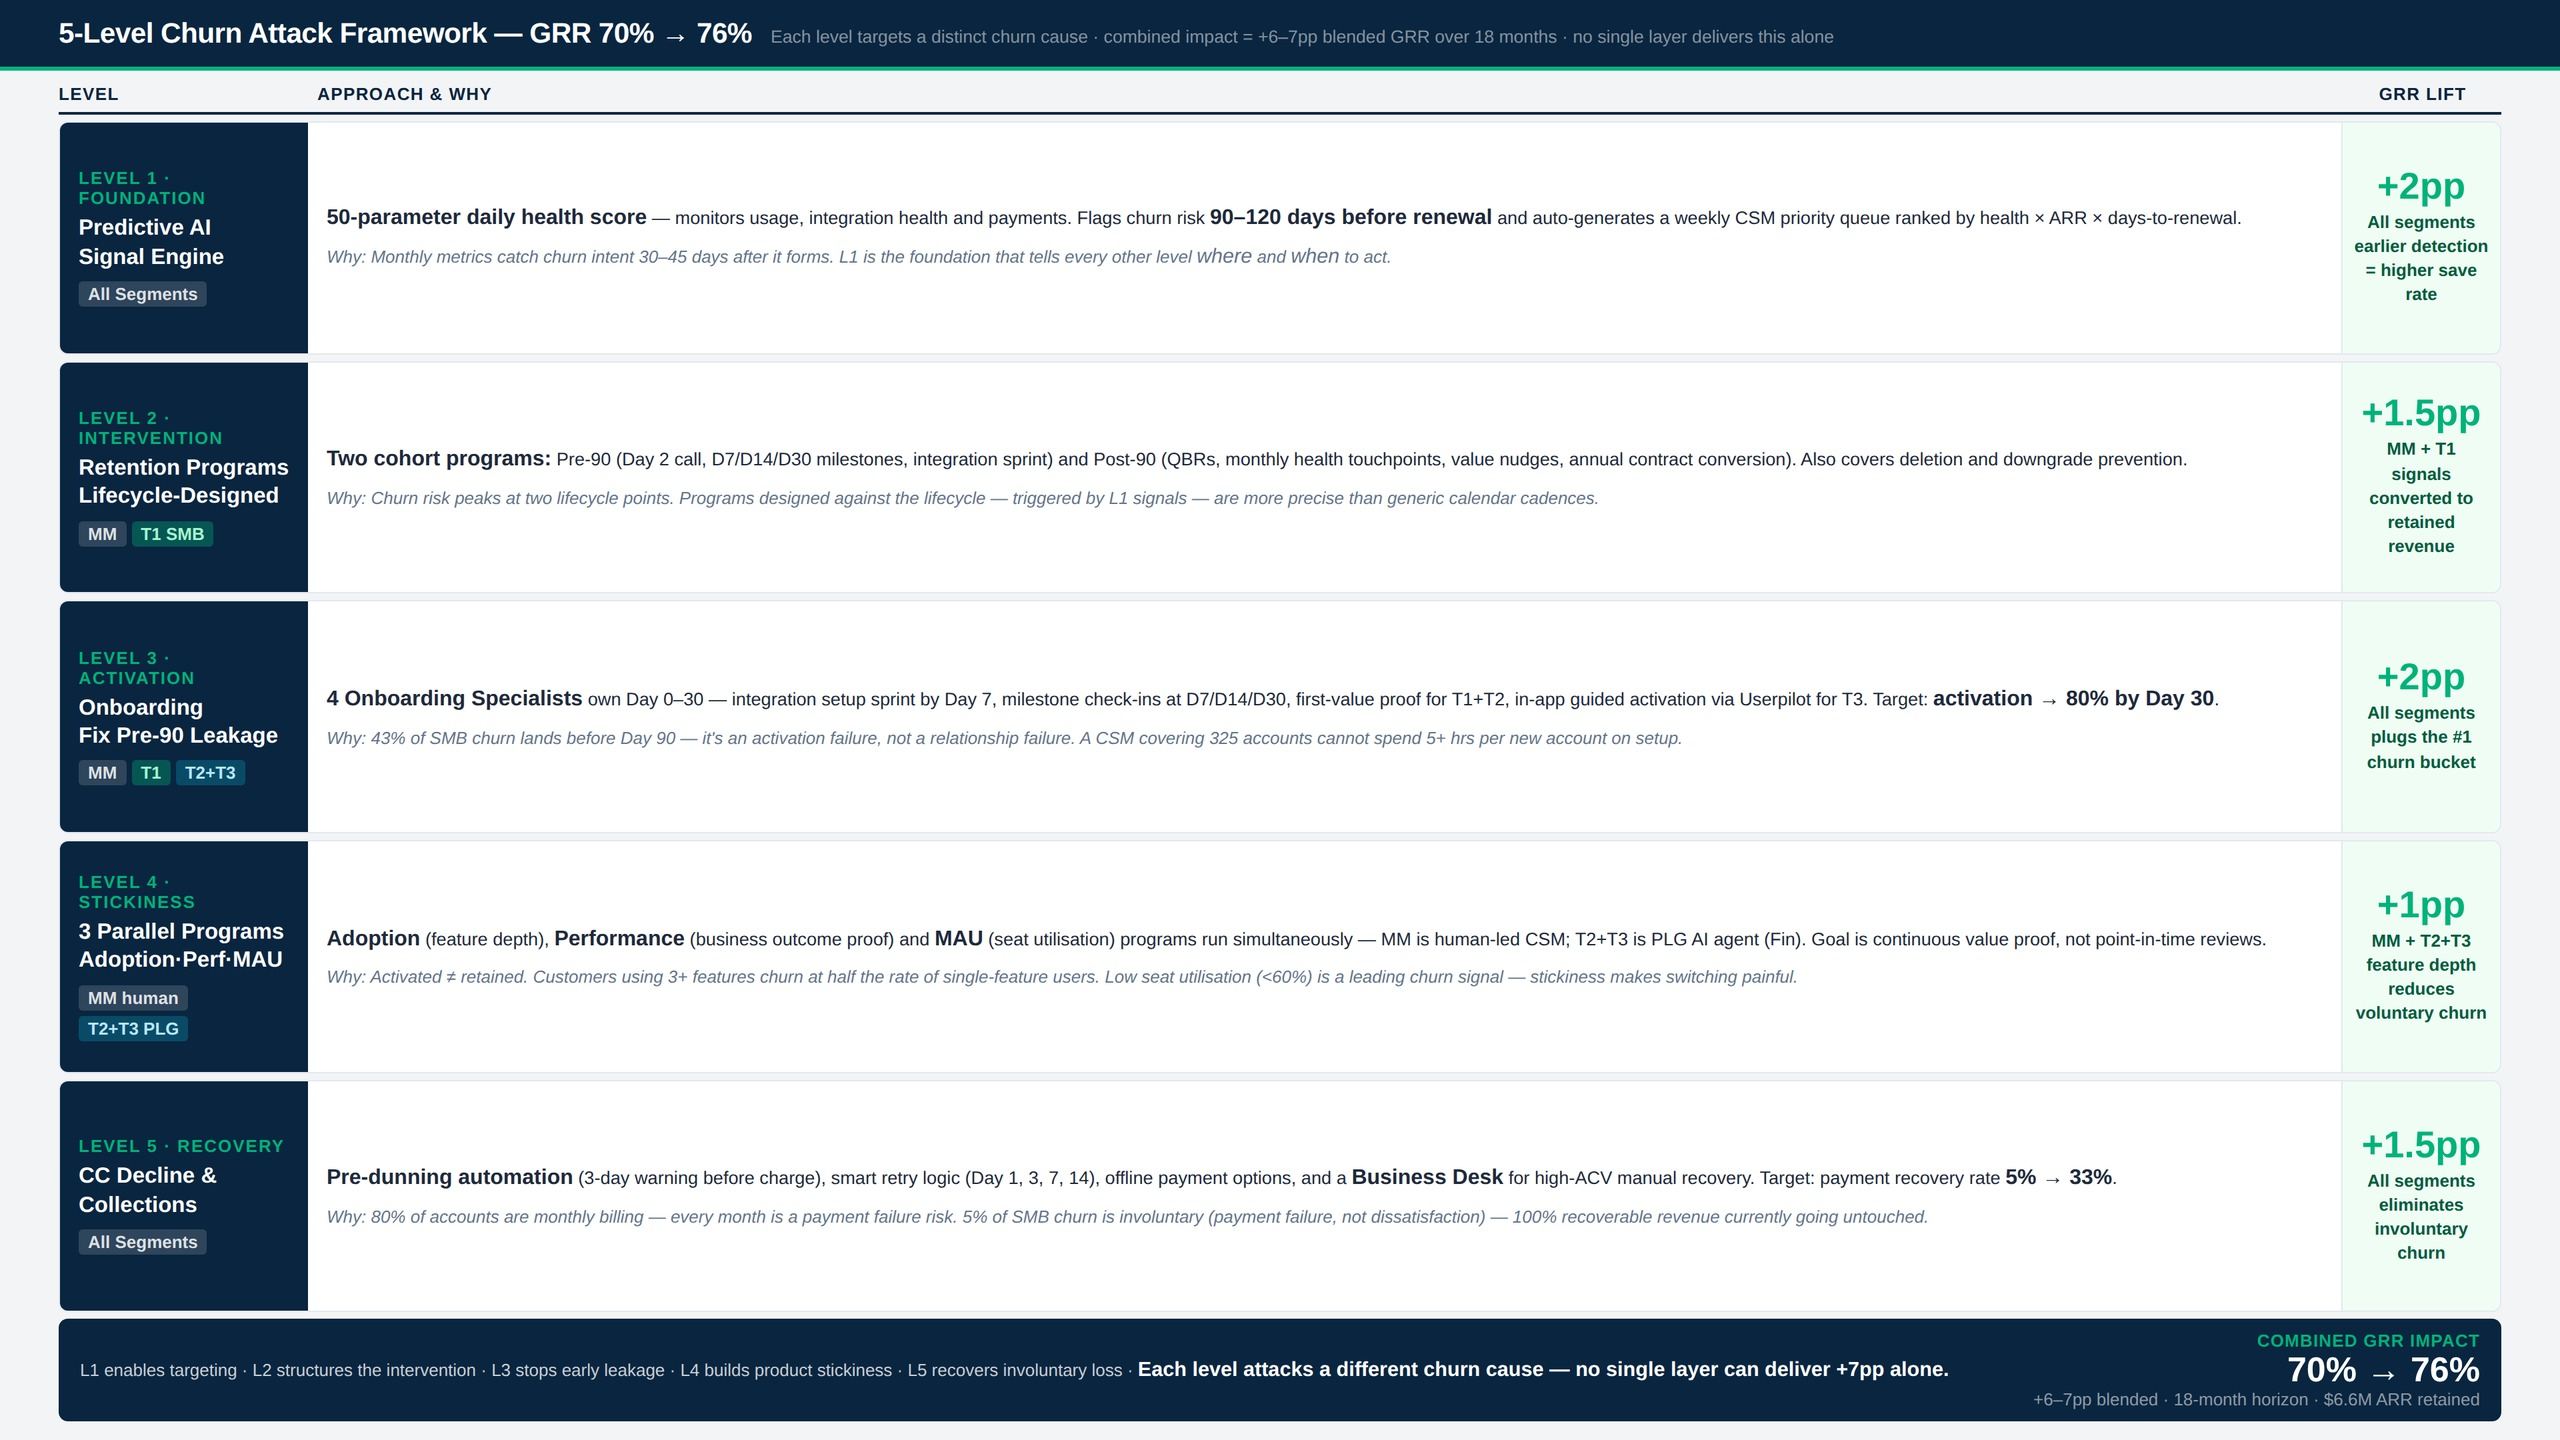 5-Level Churn Attack Framework — GRR 70% → 76%
Each level targets a distinct churn cause · combined impact = +6–7pp blended GRR over 18 months · no single layer delivers this alone
LEVEL
APPROACH & WHY
GRR LIFT
LEVEL 1 ·
FOUNDATION
Predictive AI
Signal Engine
All Segments
50-parameter daily health score — monitors usage, integration health and payments. Flags churn risk 90–120 days before renewal and auto-generates a weekly CSM priority queue ranked by health × ARR × days-to-renewal.
Why: Monthly metrics catch churn intent 30–45 days after it forms. L1 is the foundation that tells every other level where and when to act.
+2pp
All segments
earlier detection
= higher save
rate
LEVEL 2 ·
INTERVENTION
Retention Programs
Lifecycle-Designed
MM T1 SMB
Two cohort programs: Pre-90 (Day 2 call, D7/D14/D30 milestones, integration sprint) and Post-90 (QBRs, monthly health touchpoints, value nudges, annual contract conversion). Also covers deletion and downgrade prevention.
Why: Churn risk peaks at two lifecycle points. Programs designed against the lifecycle — triggered by L1 signals — are more precise than generic calendar cadences.
+1.5pp
MM + T1
signals
converted to
retained
revenue
LEVEL 3 ·
ACTIVATION
Onboarding
Fix Pre-90 Leakage
MM T1 T2+T3
4 Onboarding Specialists own Day 0–30 — integration setup sprint by Day 7, milestone check-ins at D7/D14/D30, first-value proof for T1+T2, in-app guided activation via Userpilot for T3. Target: activation → 80% by Day 30.
Why: 43% of SMB churn lands before Day 90 — it's an activation failure, not a relationship failure. A CSM covering 325 accounts cannot spend 5+ hrs per new account on setup.
+2pp
All segments
plugs the #1
churn bucket
LEVEL 4 ·
STICKINESS
3 Parallel Programs
Adoption·Perf·MAU
MM human
T2+T3 PLG
Adoption (feature depth), Performance (business outcome proof) and MAU (seat utilisation) programs run simultaneously — MM is human-led CSM; T2+T3 is PLG AI agent (Fin). Goal is continuous value proof, not point-in-time reviews.
Why: Activated ≠ retained. Customers using 3+ features churn at half the rate of single-feature users. Low seat utilisation (<60%) is a leading churn signal — stickiness makes switching painful.
+1pp
MM + T2+T3
feature depth
reduces
voluntary churn
LEVEL 5 · RECOVERY
CC Decline &
Collections
All Segments
Pre-dunning automation (3-day warning before charge), smart retry logic (Day 1, 3, 7, 14), offline payment options, and a Business Desk for high-ACV manual recovery. Target: payment recovery rate 5% → 33%.
Why: 80% of accounts are monthly billing — every month is a payment failure risk. 5% of SMB churn is involuntary (payment failure, not dissatisfaction) — 100% recoverable revenue currently going untouched.
+1.5pp
All segments
eliminates
involuntary
churn
L1 enables targeting · L2 structures the intervention · L3 stops early leakage · L4 builds product stickiness · L5 recovers involuntary loss · Each level attacks a different churn cause — no single layer can deliver +7pp alone.
COMBINED GRR IMPACT
70% → 76%
+6–7pp blended · 18-month horizon · $6.6M ARR retained